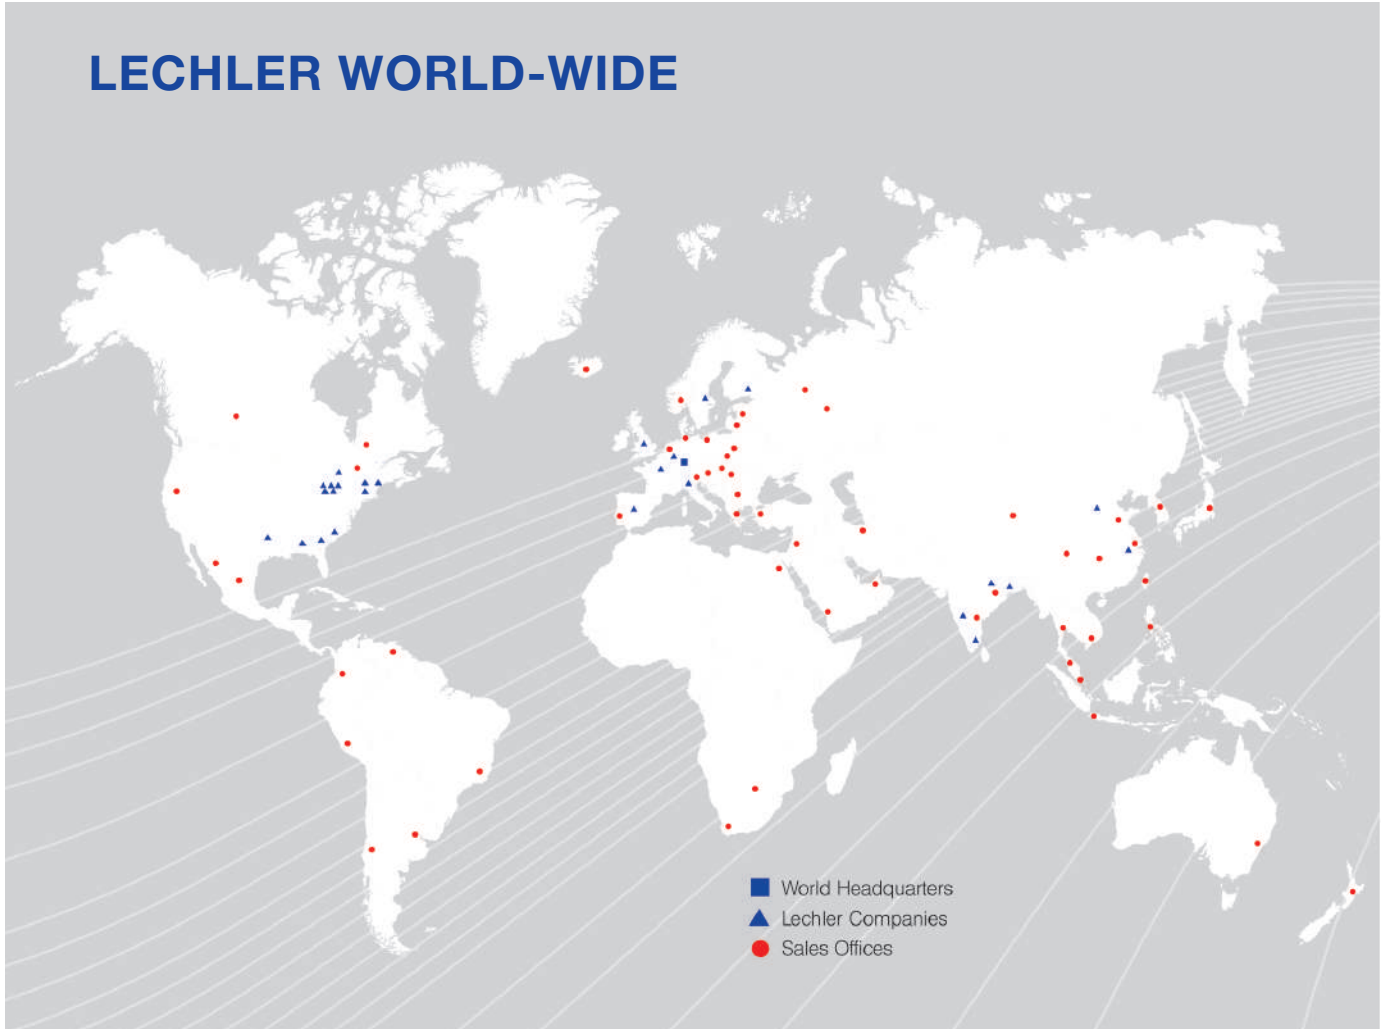 LECHLER WORLD-WIDE
World Headquarters
Lechler Companies
Sales Offices